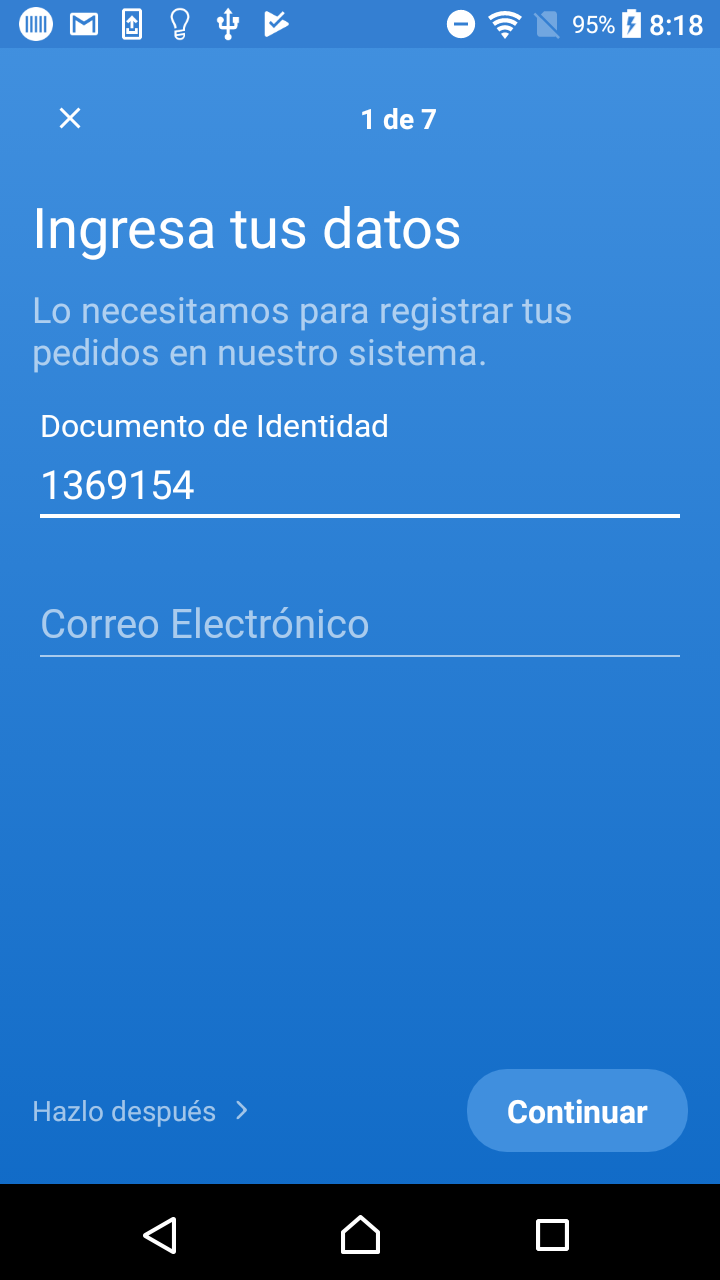 95% 8:18
1 de 7
Ingresa tus datos
Lo necesitamos para registrar tus
pedidos en nuestro sistema.
Documento de Identidad
1369154
Correo Electrónico
Hazlo después
Continuar